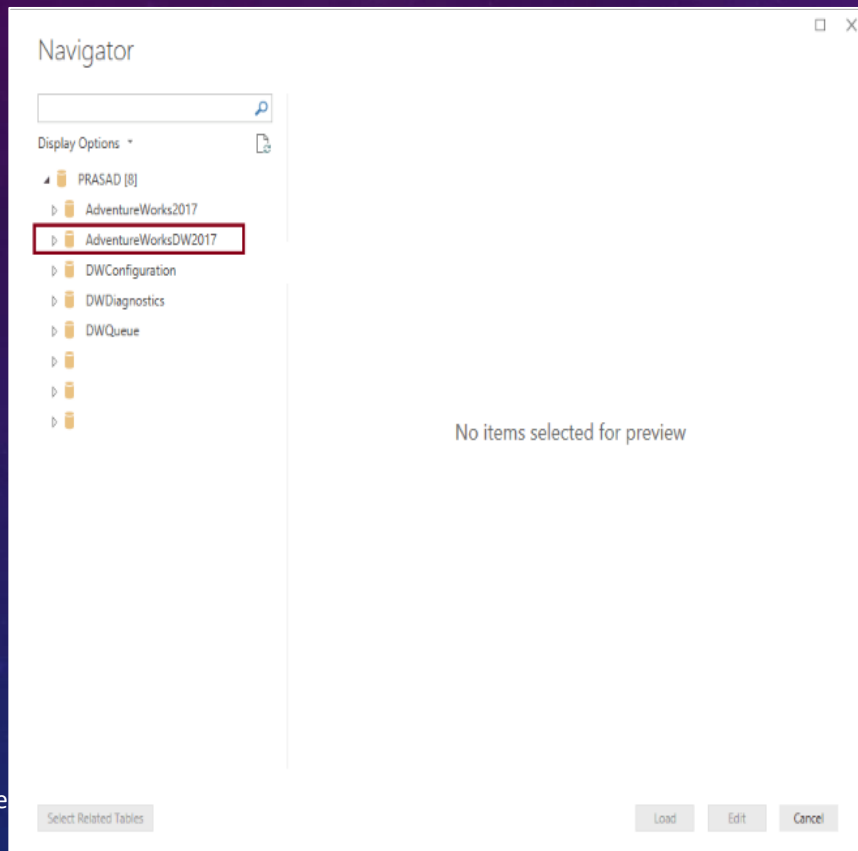 Navigator
Display Options
PRASAD [8]
AdventureWorks2017
AdventureWorksDW2017
DWConfiguration
DWDiagnostics
DWQueue
No items selected for preview
e
Select Related Tables
Load
Edit
Cancel